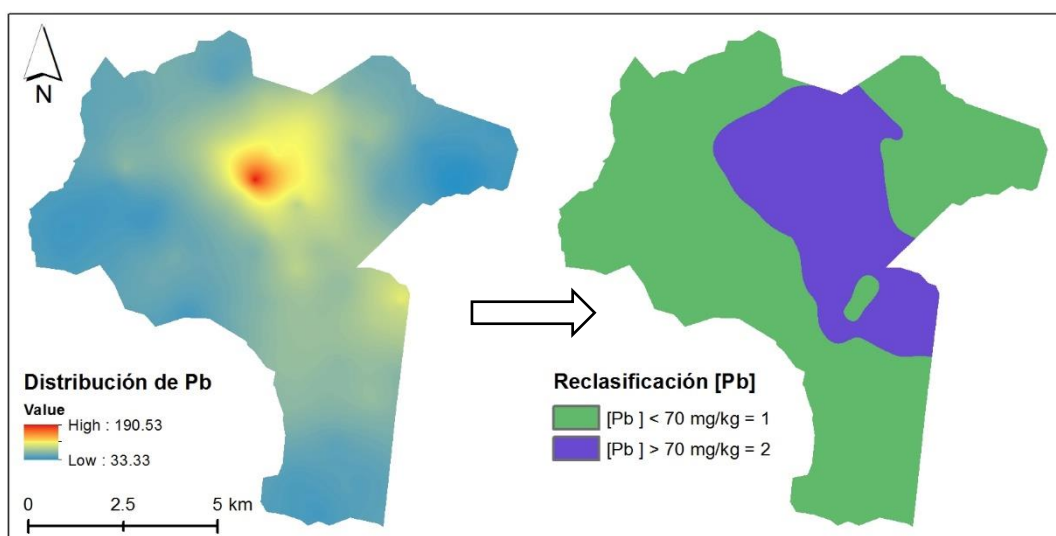 N
Distribución de Pb
Value
High : 190.53
Low : 33.33
0 2.5 5 km
Reclasificación [Pb]
[Pb ] < 70 mg/kg = 1
[Pb ] > 70 mg/kg = 2